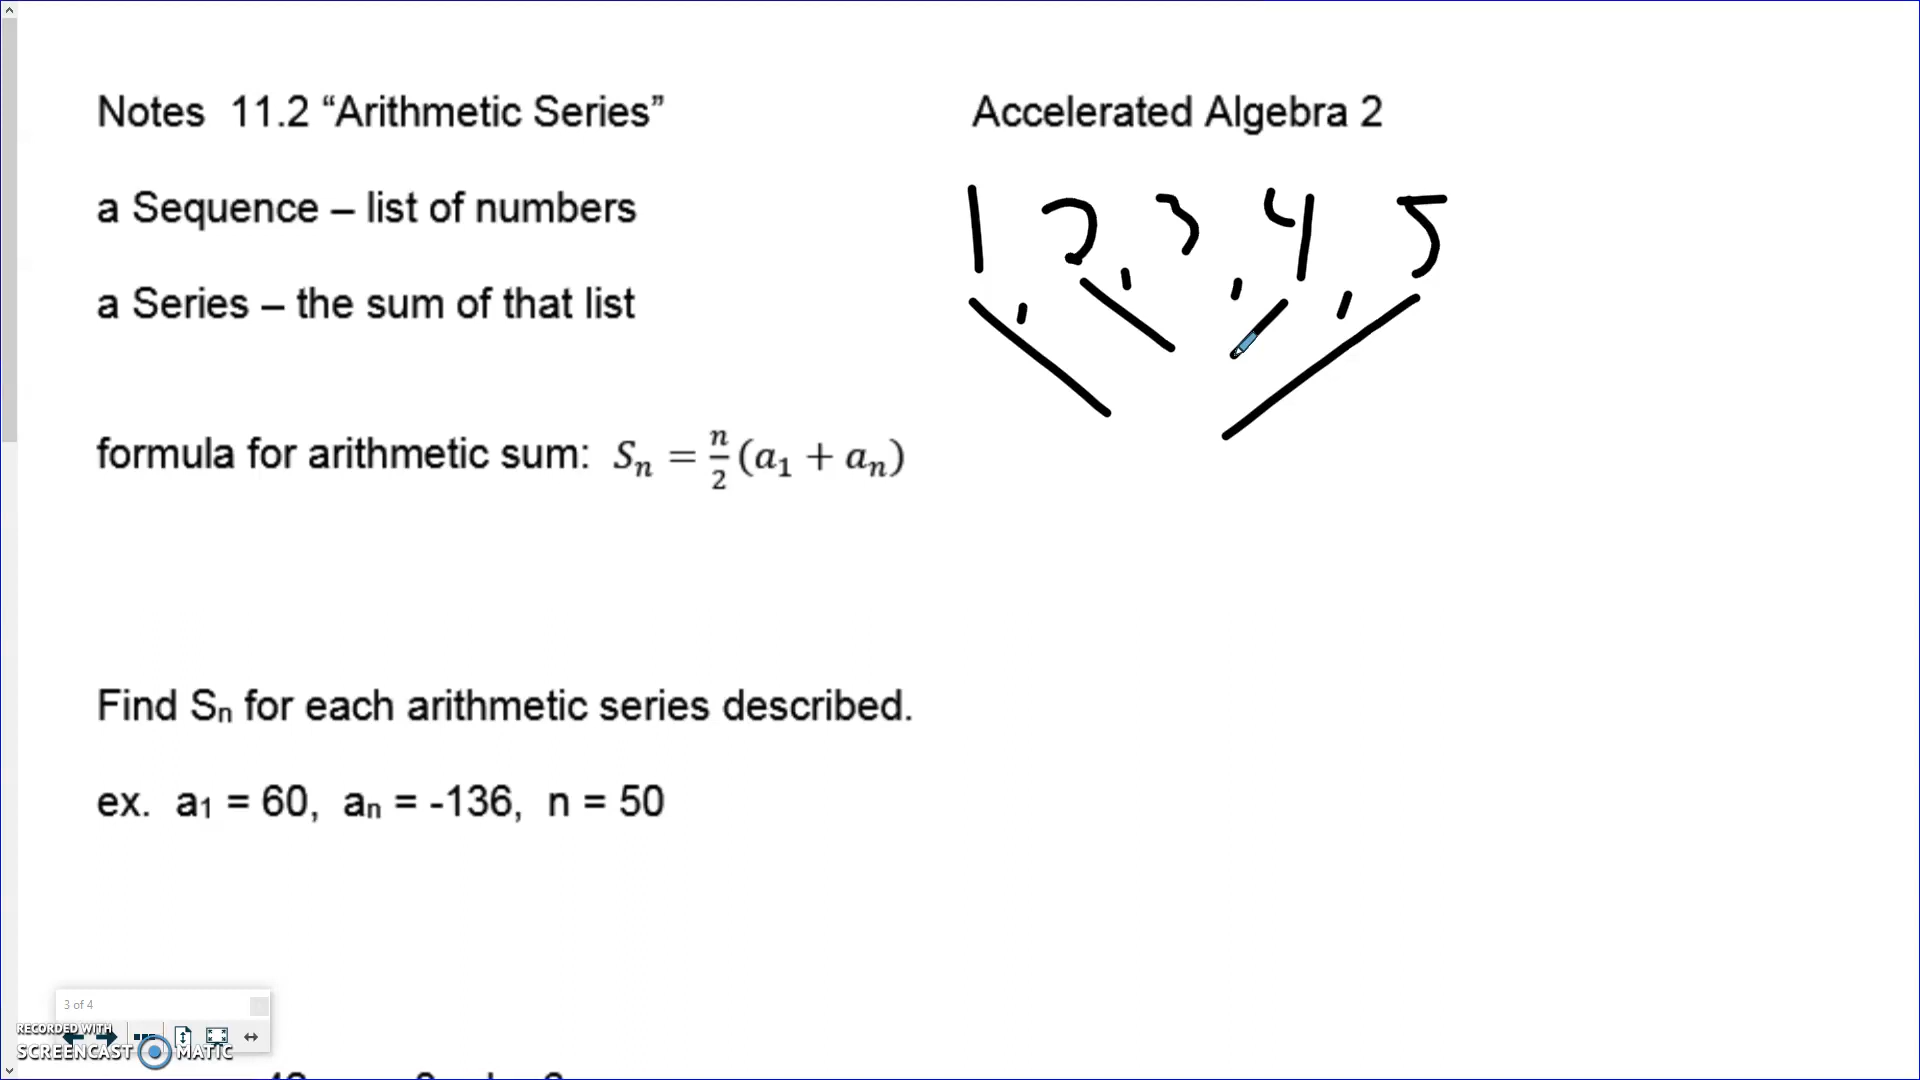 Notes 11.2 “Arithmetic Series” Accelerated Algebra 2
a Sequence – list of numbers
1, 2, 3, 4, 5
a Series – the sum of that list
formula for arithmetic sum: Sₙ = n/2 (a₁ + aₙ)
Find Sₙ for each arithmetic series described.
ex. a₁ = 60, aₙ = -136, n = 50
3 of 4
RECORDED WITH
SCREENCAST MATIC